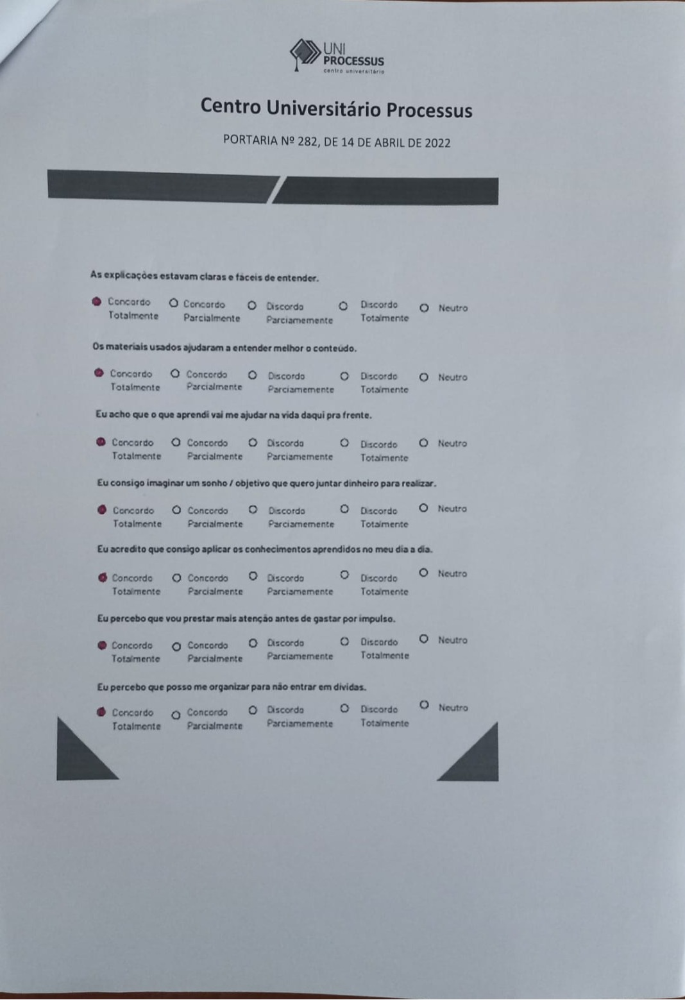 UNI
PROCESSUS
centro universitário
Centro Universitário Processus
PORTARIA Nº 282, DE 14 DE ABRIL DE 2022
As explicações estavam claras e fáceis de entender.
Concordo Totalmente
Concordo Parcialmente
Discordo Parciamemente
Discordo Totalmente
Neutro
Os materiais usados ajudaram a entender melhor o conteúdo.
Concordo Totalmente
Concordo Parcialmente
Discordo Parciamemente
Discordo Totalmente
Neutro
Eu acho que o que aprendi vai me ajudar na vida daqui pra frente.
Concordo Totalmente
Concordo Parcialmente
Discordo Parciamemente
Discordo Totalmente
Neutro
Eu consigo imaginar um sonho / objetivo que quero juntar dinheiro para realizar.
Concordo Totalmente
Concordo Parcialmente
Discordo Parciamemente
Discordo Totalmente
Neutro
Eu acredito que consigo aplicar os conhecimentos aprendidos no meu dia a dia.
Concordo Totalmente
Concordo Parcialmente
Discordo Parciamemente
Discordo Totalmente
Neutro
Eu percebo que vou prestar mais atenção antes de gastar por impulso.
Concordo Totalmente
Concordo Parcialmente
Discordo Parciamemente
Discordo Totalmente
Neutro
Eu percebo que posso me organizar para não entrar em dívidas.
Concordo Totalmente
Concordo Parcialmente
Discordo Parciamemente
Discordo Totalmente
Neutro